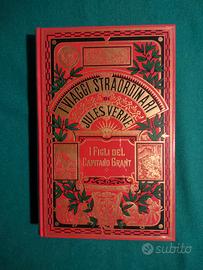 I VIAGGI STRAORDINARI
DI
JULES VERNE
I FIGLI DEL
CAPITANO GRANT
subito